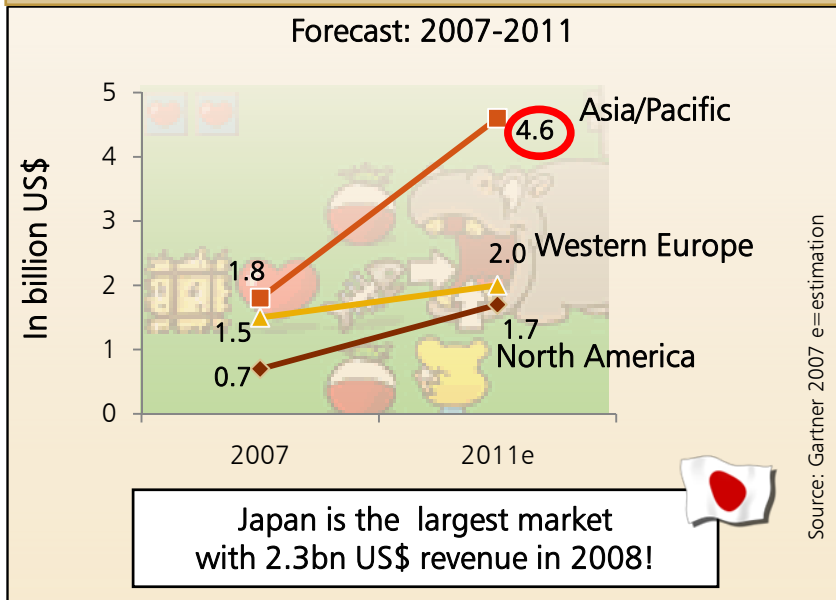 Forecast: 2007-2011
In billion US$
5
4
3
2
1
0
1.8
1.5
0.7
4.6
Asia/Pacific
2.0
Western Europe
1.7
North America
2007
2011e
Source: Gartner 2007 e=estimation
Japan is the largest market
with 2.3bn US$ revenue in 2008!